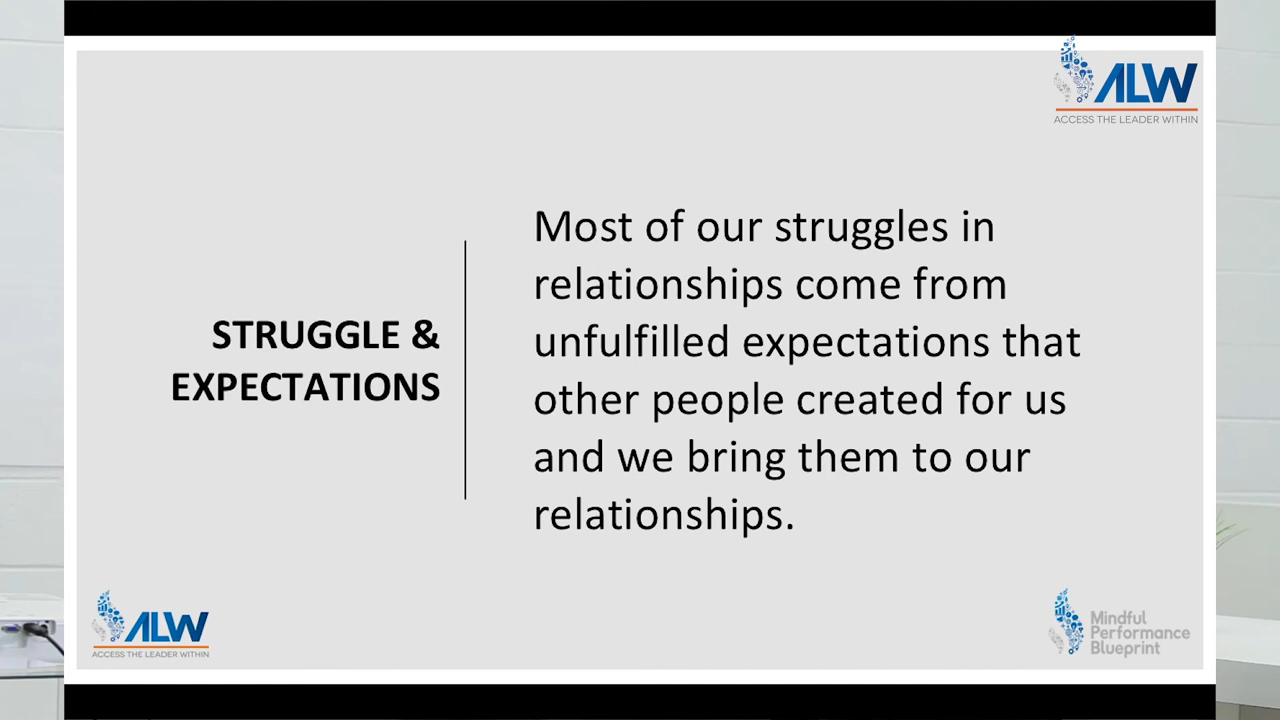 ALW
ACCESS THE LEADER WITHIN
STRUGGLE &
EXPECTATIONS
Most of our struggles in
relationships come from
unfulfilled expectations that
other people created for us
and we bring them to our
relationships.
ALW
ACCESS THE LEADER WITHIN
Mindful
Performance
Blueprint